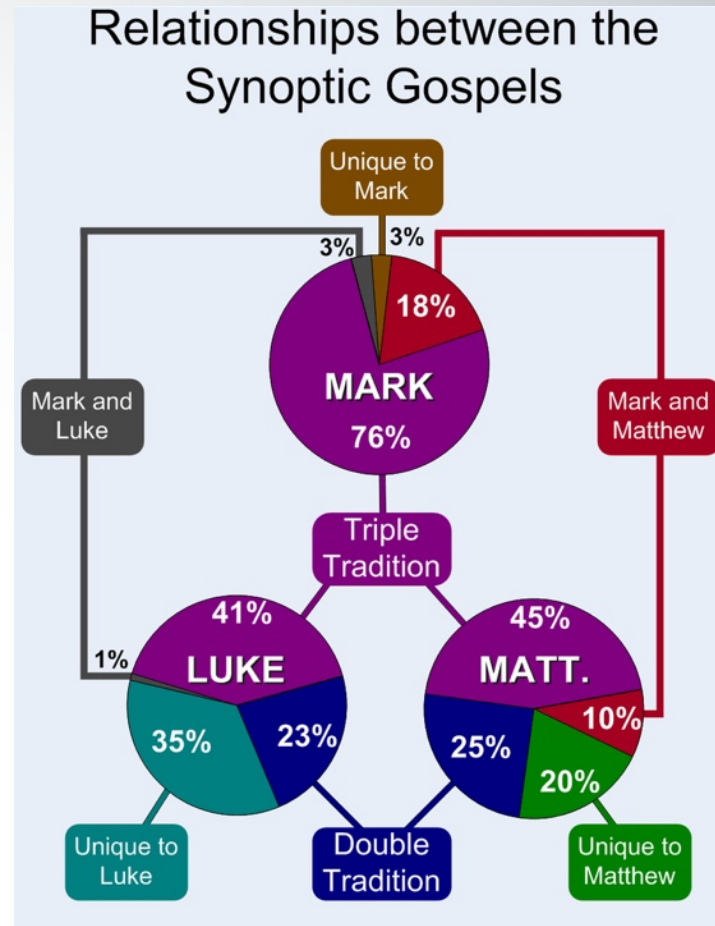 Relationships between the
Synoptic Gospels
Unique to
Mark
3%
3%
18%
MARK
76%
Mark and
Luke
Mark and
Matthew
Triple
Tradition
41%
LUKE
1%
35%
23%
45%
MATT.
10%
25%
20%
Unique to
Luke
Double
Tradition
Unique to
Matthew